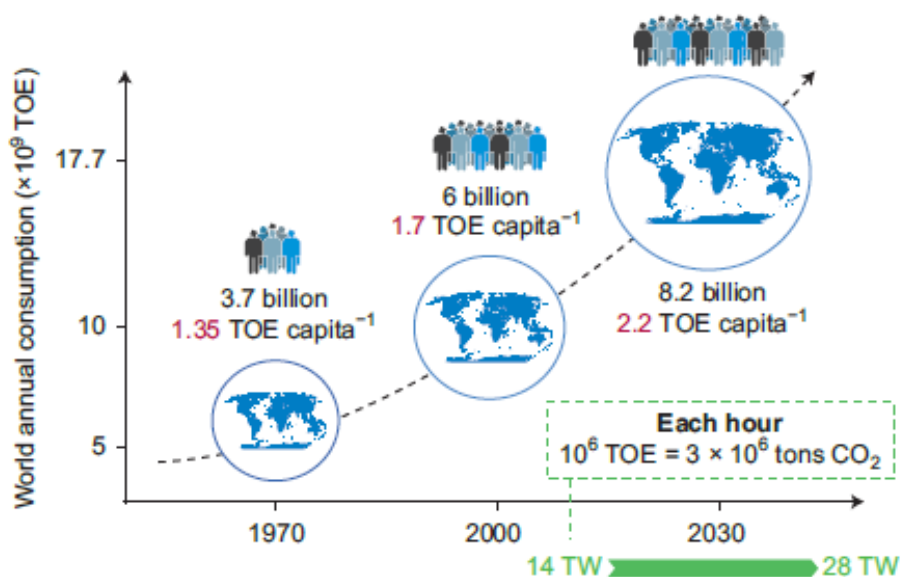 World annual consumption (×10⁹ TOE)
17.7
10
5
3.7 billion
1.35 TOE capita⁻¹
6 billion
1.7 TOE capita⁻¹
8.2 billion
2.2 TOE capita⁻¹
Each hour
10⁶ TOE = 3 × 10⁶ tons CO₂
1970
2000
2030
14 TW
28 TW